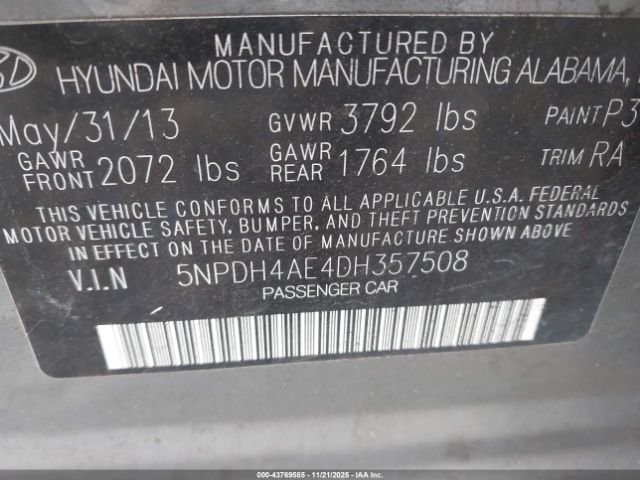 MANUFACTURED BY
HYUNDAI MOTOR MANUFACTURING ALABAMA,
May/31/13 GVWR 3792 lbs PAINT P3
GAWR FRONT 2072 lbs GAWR REAR 1764 lbs TRIM RA
THIS VEHICLE CONFORMS TO ALL APPLICABLE U.S.A. FEDERAL
MOTOR VEHICLE SAFETY, BUMPER, AND THEFT PREVENTION STANDARDS
IN EFFECT ON THE DATE OF MANUFACTURE SHOWN ABOVE.
V.I.N 5NPDH4AE4DH357508
PASSENGER CAR
000-43769585 - 11/21/2025 - IAAI.COM